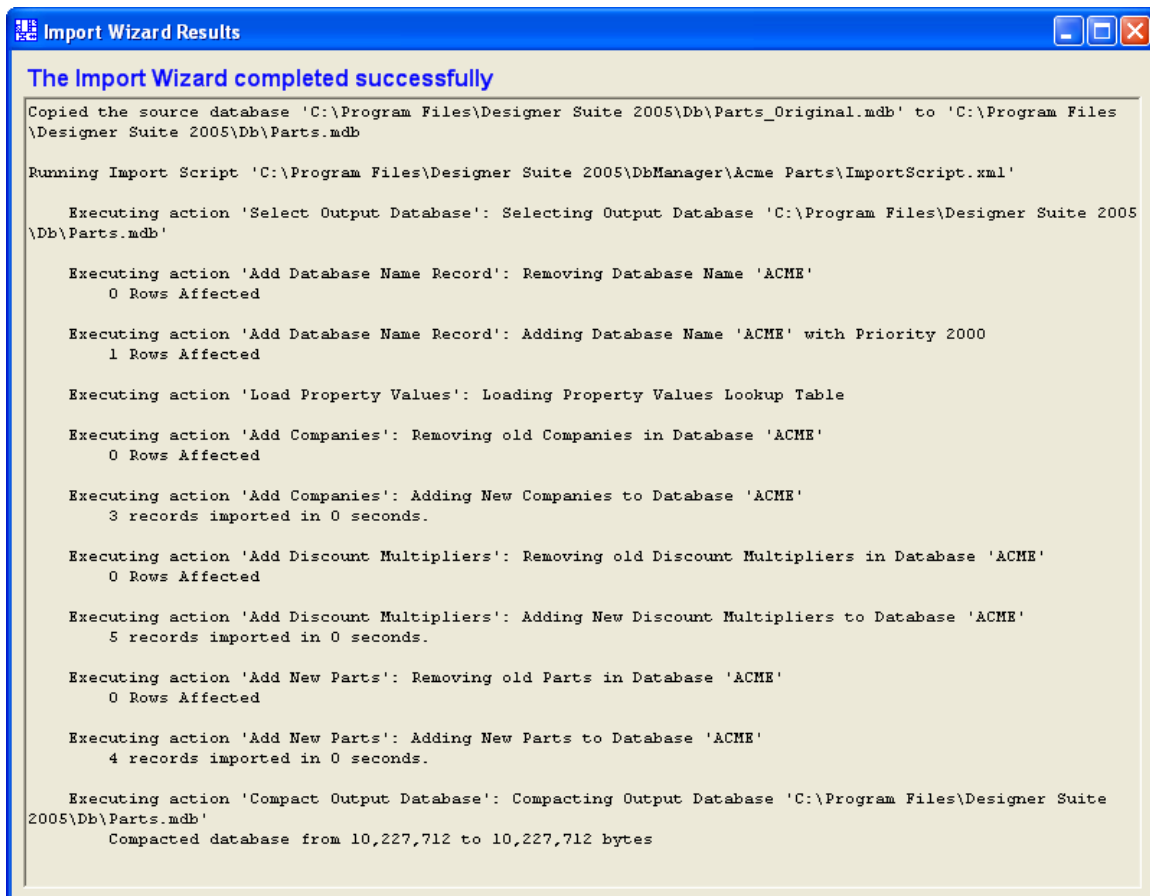 Import Wizard Results
The Import Wizard completed successfully
Copied the source database 'C:\Program Files\Designer Suite 2005\Db\Parts_Original.mdb' to 'C:\Program Files
\Designer Suite 2005\Db\Parts.mdb
Running Import Script 'C:\Program Files\Designer Suite 2005\DbManager\Acme Parts\ImportScript.xml'
Executing action 'Select Output Database': Selecting Output Database 'C:\Program Files\Designer Suite 2005
\Db\Parts.mdb'
Executing action 'Add Database Name Record': Removing Database Name 'ACME'
0 Rows Affected
Executing action 'Add Database Name Record': Adding Database Name 'ACME' with Priority 2000
1 Rows Affected
Executing action 'Load Property Values': Loading Property Values Lookup Table
Executing action 'Add Companies': Removing old Companies in Database 'ACME'
0 Rows Affected
Executing action 'Add Companies': Adding New Companies to Database 'ACME'
3 records imported in 0 seconds.
Executing action 'Add Discount Multipliers': Removing old Discount Multipliers in Database 'ACME'
0 Rows Affected
Executing action 'Add Discount Multipliers': Adding New Discount Multipliers to Database 'ACME'
5 records imported in 0 seconds.
Executing action 'Add New Parts': Removing old Parts in Database 'ACME'
0 Rows Affected
Executing action 'Add New Parts': Adding New Parts to Database 'ACME'
4 records imported in 0 seconds.
Executing action 'Compact Output Database': Compacting Output Database 'C:\Program Files\Designer Suite
2005\Db\Parts.mdb'
Compacted database from 10,227,712 to 10,227,712 bytes